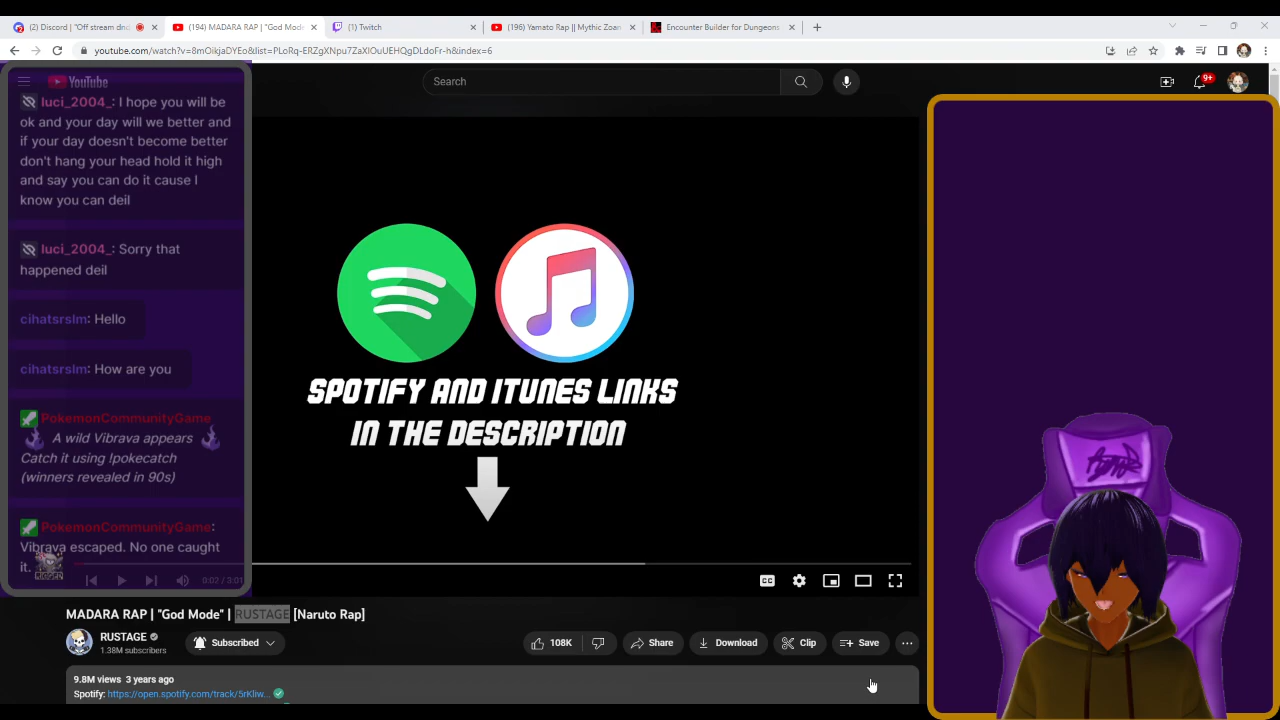 (2) Discord | "Off stream dnd
(194) MADARA RAP | "God Mode"
(1) Twitch
(196) Yamato Rap || Mythic Zoan
Encounter Builder for Dungeons
youtube.com/watch?v=8mOikjaDYEo&list=PLoRq-ERZgXNpu7ZaXIOuUEHQgDLdoFr-h&index=6
YouTube
Search
9+
luci_2004_: I hope you will be
ok and your day will we better and
if your day doesn't become better
don't hang your head hold it high
and say you can do it cause I
know you can deil
luci_2004_: Sorry that
happened deil
cihatsrslm: Hello
cihatsrslm: How are you
PokemonCommunityGame
A wild Vibrava appears
Catch it using !pokecatch
(winners revealed in 90s)
PokemonCommunityGame:
Vibrava escaped. No one caught
it.
0:02 / 3:01
SPOTIFY AND ITUNES LINKS
IN THE DESCRIPTION
CC
MADARA RAP | "God Mode" | RUSTAGE [Naruto Rap]
RUSTAGE
1.38M subscribers
Subscribed
108K
Share
Download
Clip
Save
9.8M views 3 years ago
Spotify: https://open.spotify.com/track/5rKliw...